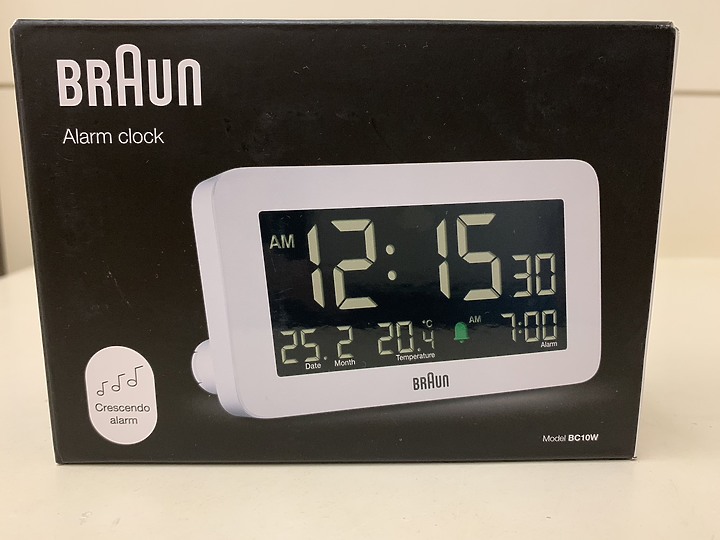 BRAUN
Alarm clock
AM 12:15 30
25. 2 20.4 °C AM 7:00
Date Month Temperature Alarm
BRAUN
Crescendo
alarm
Model BC10W